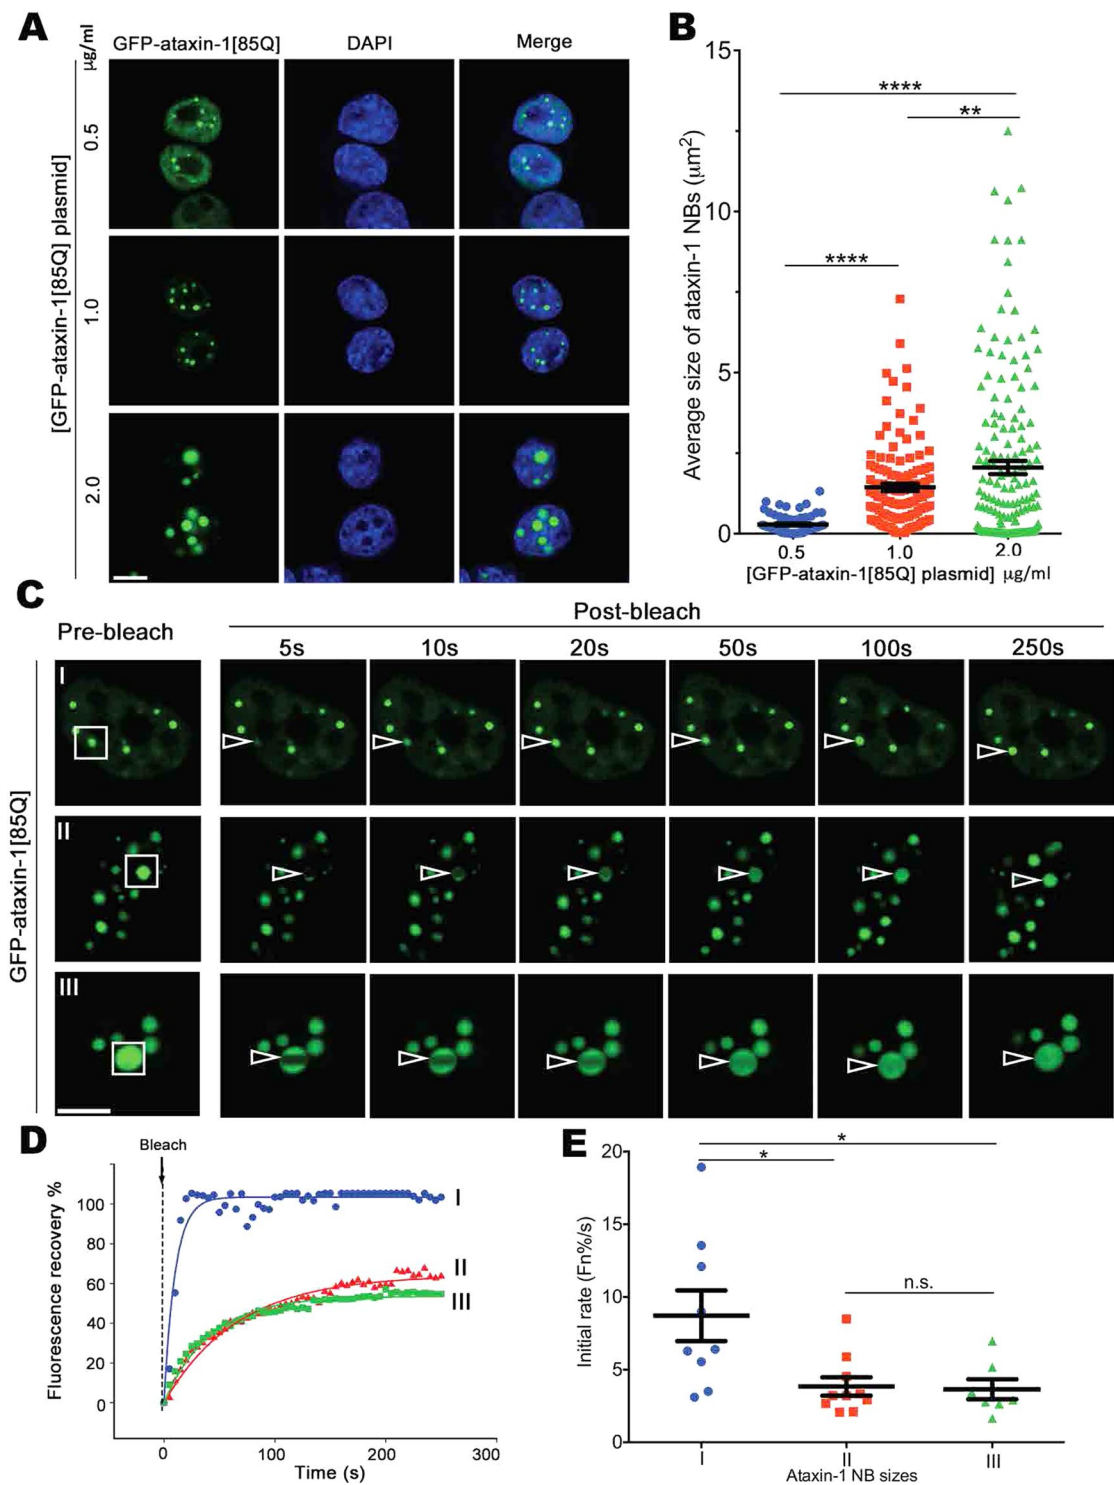 A
B
μg/ml
GFP-ataxin-1[85Q]
DAPI
Merge
[GFP-ataxin-1[85Q] plasmid]
0.5
1.0
2.0
Average size of ataxin-1 NBs (μm²)
15
10
5
0
****
**
****
0.5
1.0
2.0
[GFP-ataxin-1[85Q] plasmid] μg/ml
C
Pre-bleach
Post-bleach
5s
10s
20s
50s
100s
250s
GFP-ataxin-1[85Q]
I
II
III
D
Bleach
Fluorescence recovery %
100
80
60
40
20
0
I
II
III
0
100
200
300
Time (s)
E
Initial rate (Fn%/s)
20
15
10
5
0
*
*
n.s.
I
II
III
Ataxin-1 NB sizes